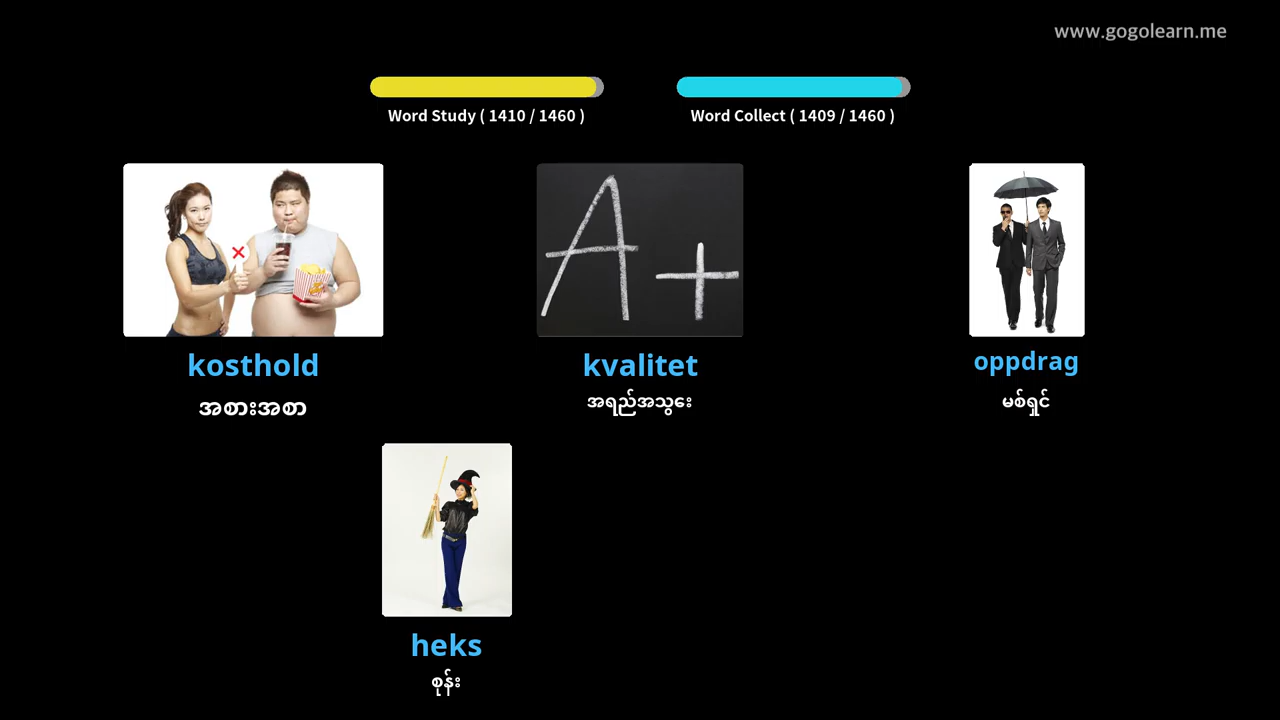 www.gogolearn.me
Word Study ( 1410 / 1460 )
Word Collect ( 1409 / 1460 )
A+
kosthold
အစားအစာ
kvalitet
အရည်အသွေး
oppdrag
မစ်ရှင်
heks
စုန်း